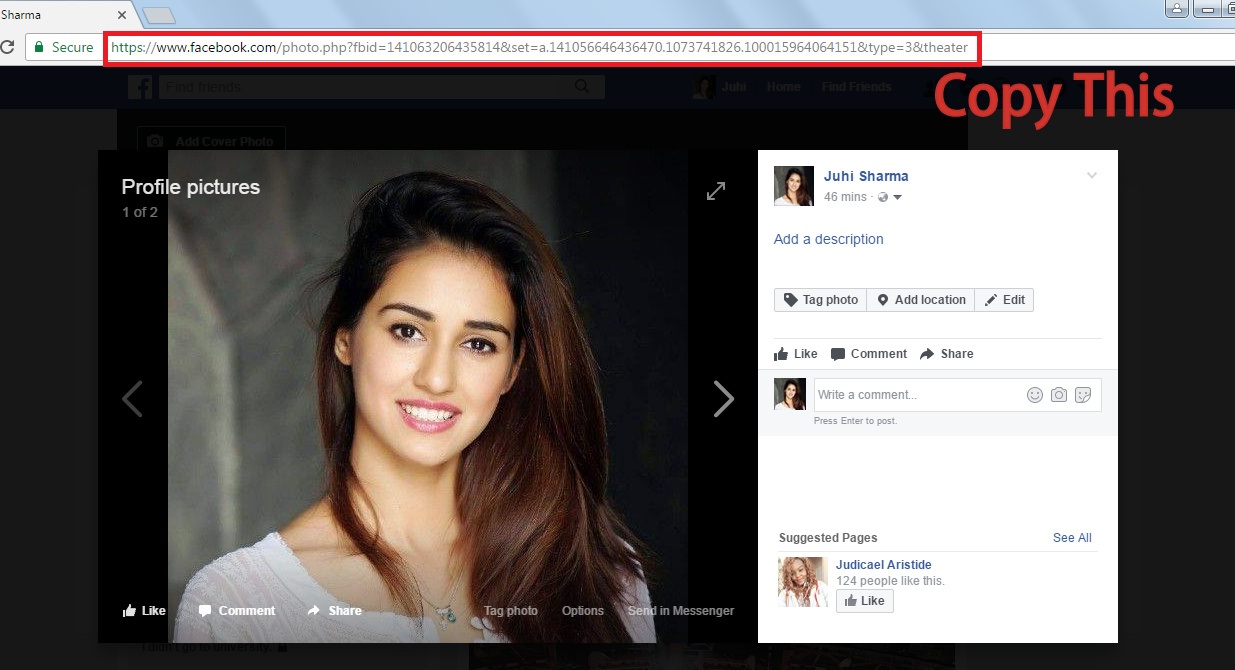 Sharma
Secure
https://www.facebook.com/photo.php?fbid=141063206435814&set=a.141056646436470.1073741826.100015964064151&type=3&theater
Copy This
Find friends
Juhi
Home
Find Friends
Add Cover Photo
Profile pictures
1 of 2
Juhi Sharma
46 mins ·
Add a description
Tag photo
Add location
Edit
Like
Comment
Share
Write a comment...
Press Enter to post.
Suggested Pages
See All
Judicael Aristide
124 people like this.
Like
Like
Comment
Share
Tag photo
Options
Send in Messenger
I didn't go to university.